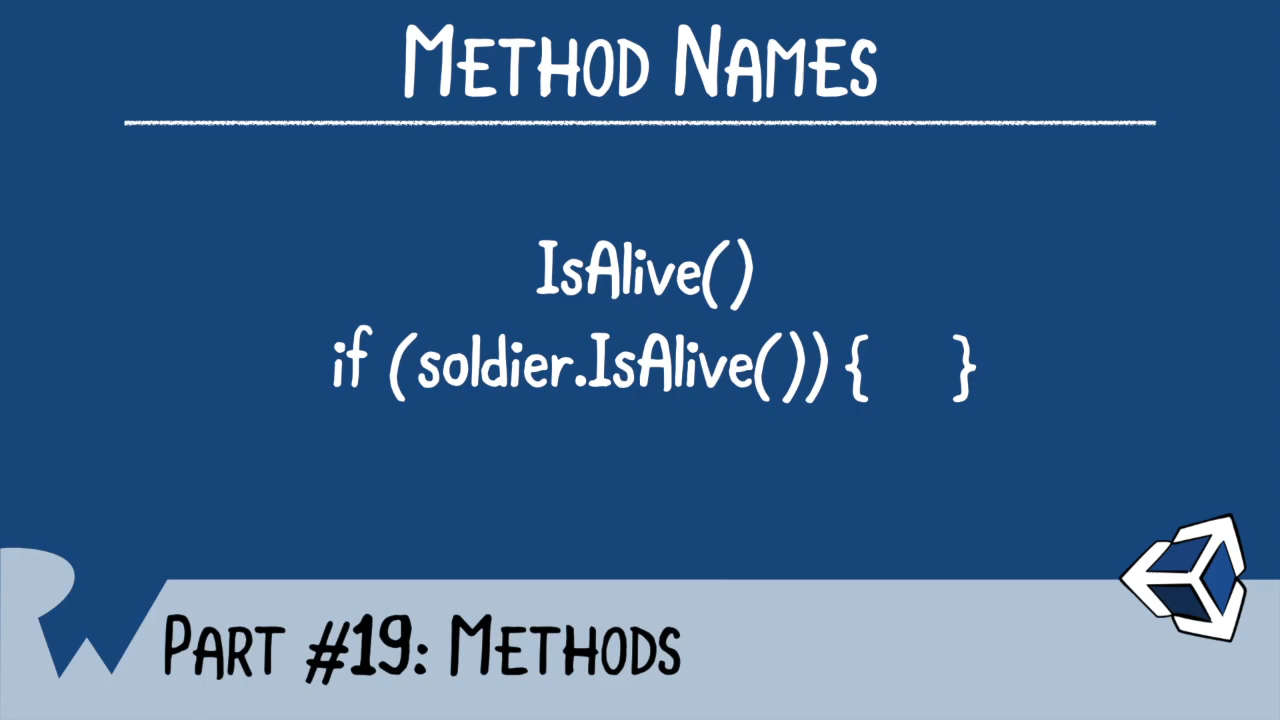 Method Names
IsAlive()
if (soldier.IsAlive()) { }
Part #19: Methods